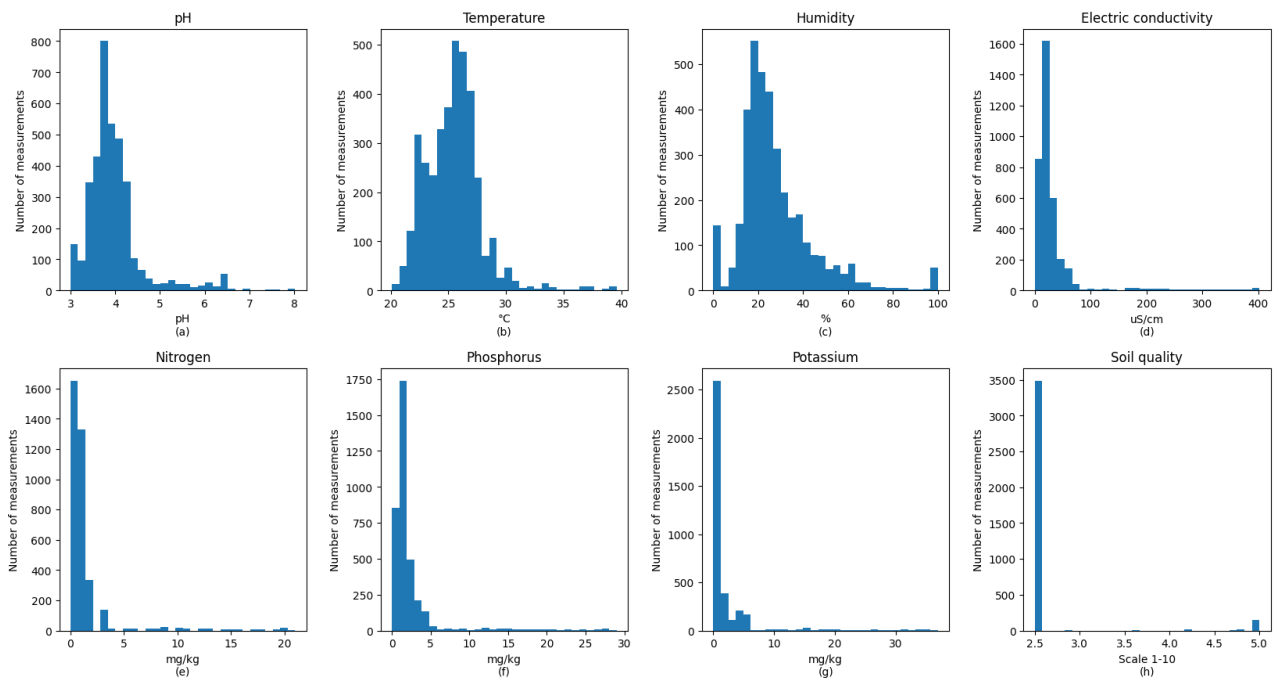 pH
Number of measurements
800
700
600
500
400
300
200
100
0
3 4 5 6 7 8
pH
(a)
Temperature
Number of measurements
500
400
300
200
100
0
20 25 30 35 40
°C
(b)
Humidity
Number of measurements
500
400
300
200
100
0
0 20 40 60 80 100
%
(c)
Electric conductivity
Number of measurements
1600
1400
1200
1000
800
600
400
200
0
0 100 200 300 400
uS/cm
(d)
Nitrogen
Number of measurements
1600
1400
1200
1000
800
600
400
200
0
0 5 10 15 20
mg/kg
(e)
Phosphorus
Number of measurements
1750
1500
1250
1000
750
500
250
0
0 5 10 15 20 25 30
mg/kg
(f)
Potassium
Number of measurements
2500
2000
1500
1000
500
0
0 10 20 30
mg/kg
(g)
Soil quality
Number of measurements
3500
3000
2500
2000
1500
1000
500
0
2.5 3.0 3.5 4.0 4.5 5.0
Scale 1-10
(h)